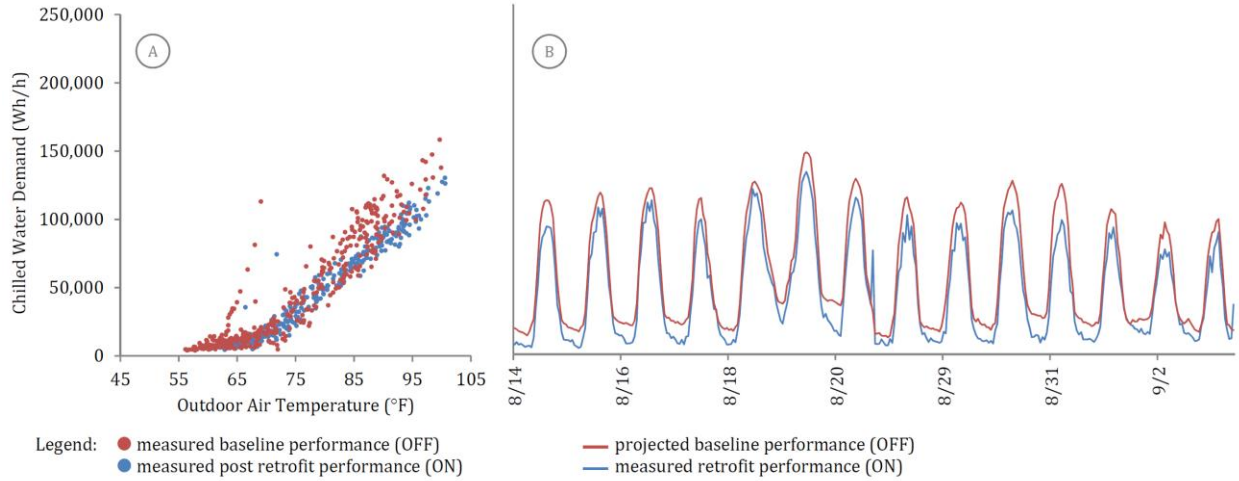 250,000
200,000
150,000
100,000
50,000
0
Chilled Water Demand (Wh/h)
A
B
45 55 65 75 85 95 105
Outdoor Air Temperature (°F)
8/14 8/16 8/18 8/20 8/29 8/31 9/2
Legend: measured baseline performance (OFF) projected baseline performance (OFF)
measured post retrofit performance (ON) measured retrofit performance (ON)